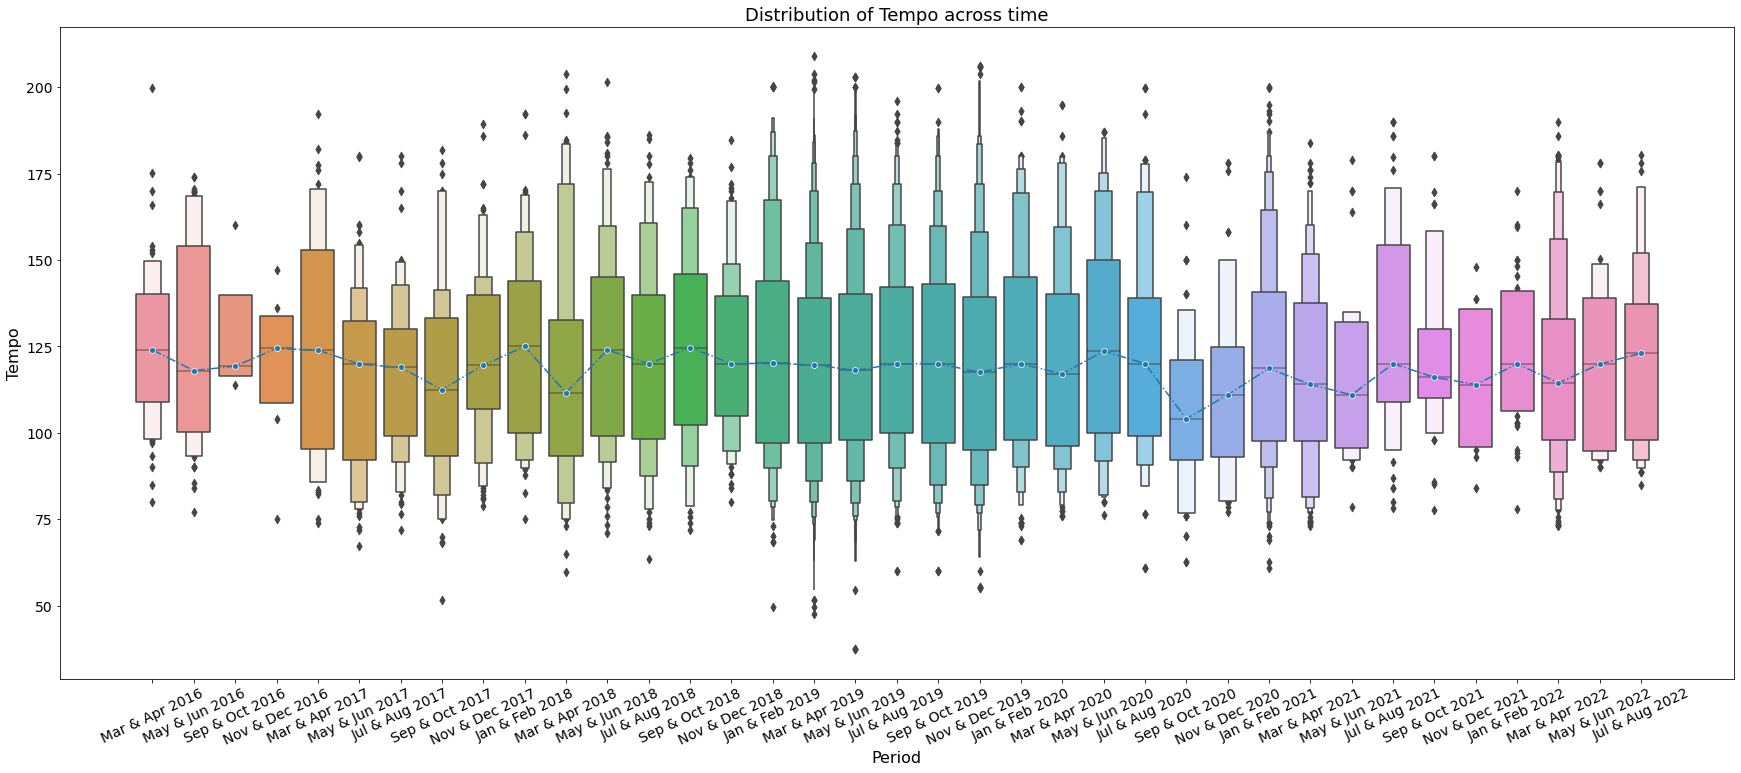 Distribution of Tempo across time
Tempo
200
175
150
125
100
75
50
Mar & Apr 2016
May & Jun 2016
Sep & Oct 2016
Nov & Dec 2016
Mar & Apr 2017
May & Jun 2017
Jul & Aug 2017
Sep & Oct 2017
Nov & Dec 2017
Jan & Feb 2018
Mar & Apr 2018
May & Jun 2018
Jul & Aug 2018
Sep & Oct 2018
Nov & Dec 2018
Jan & Feb 2019
Mar & Apr 2019
May & Jun 2019
Jul & Aug 2019
Sep & Oct 2019
Nov & Dec 2019
Jan & Feb 2020
Mar & Apr 2020
May & Jun 2020
Jul & Aug 2020
Sep & Oct 2020
Nov & Dec 2020
Jan & Feb 2021
Mar & Apr 2021
May & Jun 2021
Jul & Aug 2021
Sep & Oct 2021
Nov & Dec 2021
Jan & Feb 2022
Mar & Apr 2022
May & Jun 2022
Jul & Aug 2022
Period